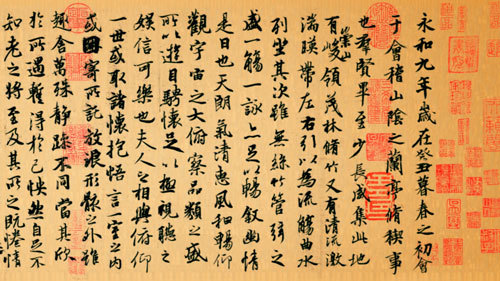 永和九年歲在癸丑暮春之初會
于會稽山陰之蘭亭脩稧事
也羣賢畢至少長咸集此地
有崇山峻領茂林脩竹又有清流激
湍暎帶左右引以為流觴曲水
列坐其次雖無絲竹管弦之
盛一觴一詠亦足以暢敘幽情
是日也天朗氣清惠風和暢仰
觀宇宙之大俯察品類之盛
所以遊目騁懷足以極視聽之
娛信可樂也夫人之相與俯仰
一世或取諸懷抱悟言一室之內
或因寄所託放浪形骸之外雖
趣舍萬殊靜躁不同當其欣
於所遇暫得於己怏然自足不
知老之將至及其所之既惓情